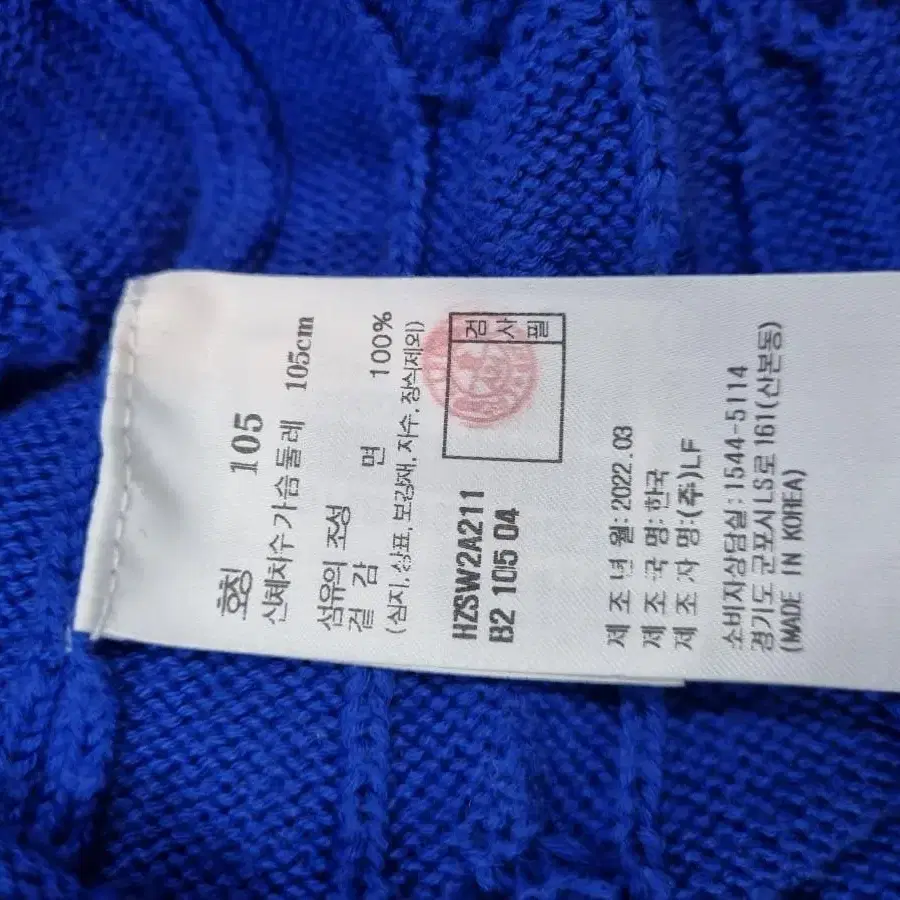 호칭 105
신체치수 가슴둘레 105cm
섬유의 조성
겉 감 면 100%
(심지, 상표, 보강재, 자수, 장식제외)
검사필
HZSW2A211
B2 105 04
제 조 년 월:2022.03
제 조 국 명:한국
제 조 자 명:(주)LF
소비자상담실:1544-5114
경기도 군포시 LS로 161(산본동)
(MADE IN KOREA)